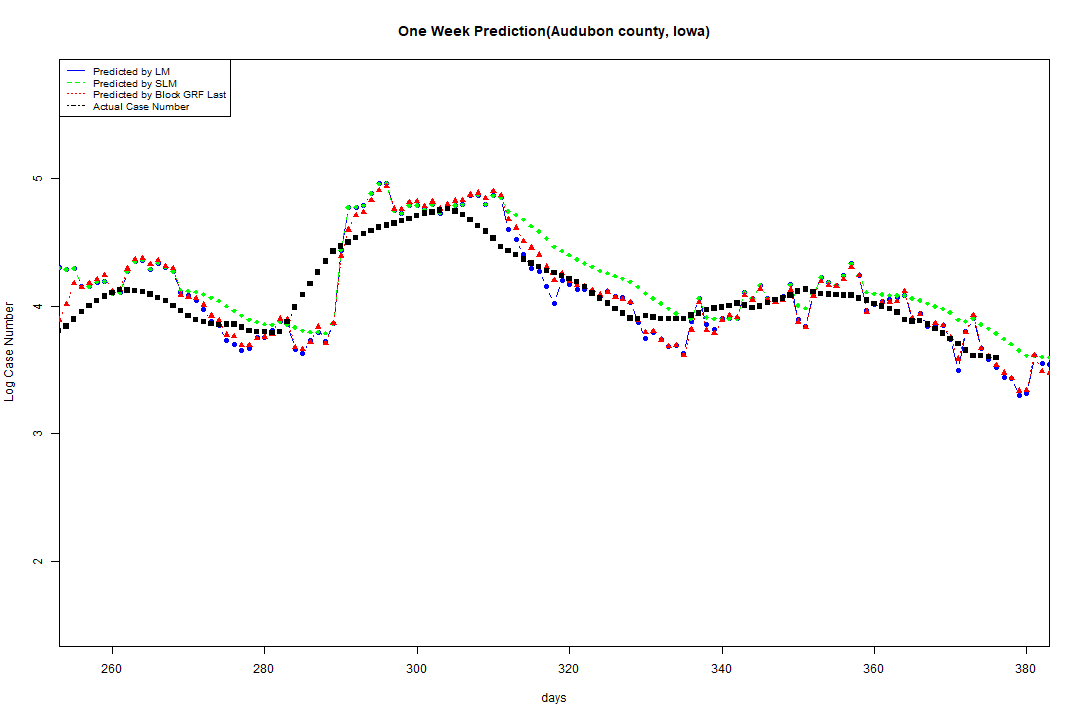 One Week Prediction(Audubon county, Iowa)
Predicted by LM
Predicted by SLM
Predicted by Block GRF Last
Actual Case Number
5
4
3
2
Log Case Number
260 280 300 320 340 360 380
days